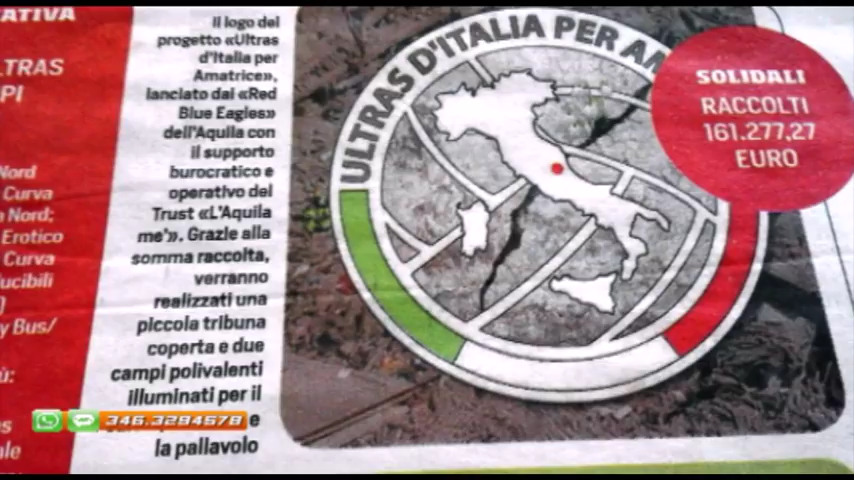 ATIVA
LTRAS
PI
Nord
Curva
Nord;
Erotico
Curva
ucibili
y Bus/
ale
Il logo del
progetto «Ultras
d'Italia per
Amatrice»,
lanciato dai «Red
Blue Eagles»
dell'Aquila con
il supporto
burocratico e
operativo del
Trust «L'Aquila
me'». Grazie alla
somma raccolta,
verranno
realizzati una
piccola tribuna
coperta e due
campi polivalenti
illuminati per il
e
la pallavolo
ULTRAS D'ITALIA PER AM
SOLIDALI
RACCOLTI
161.277,27
EURO
346.3284578